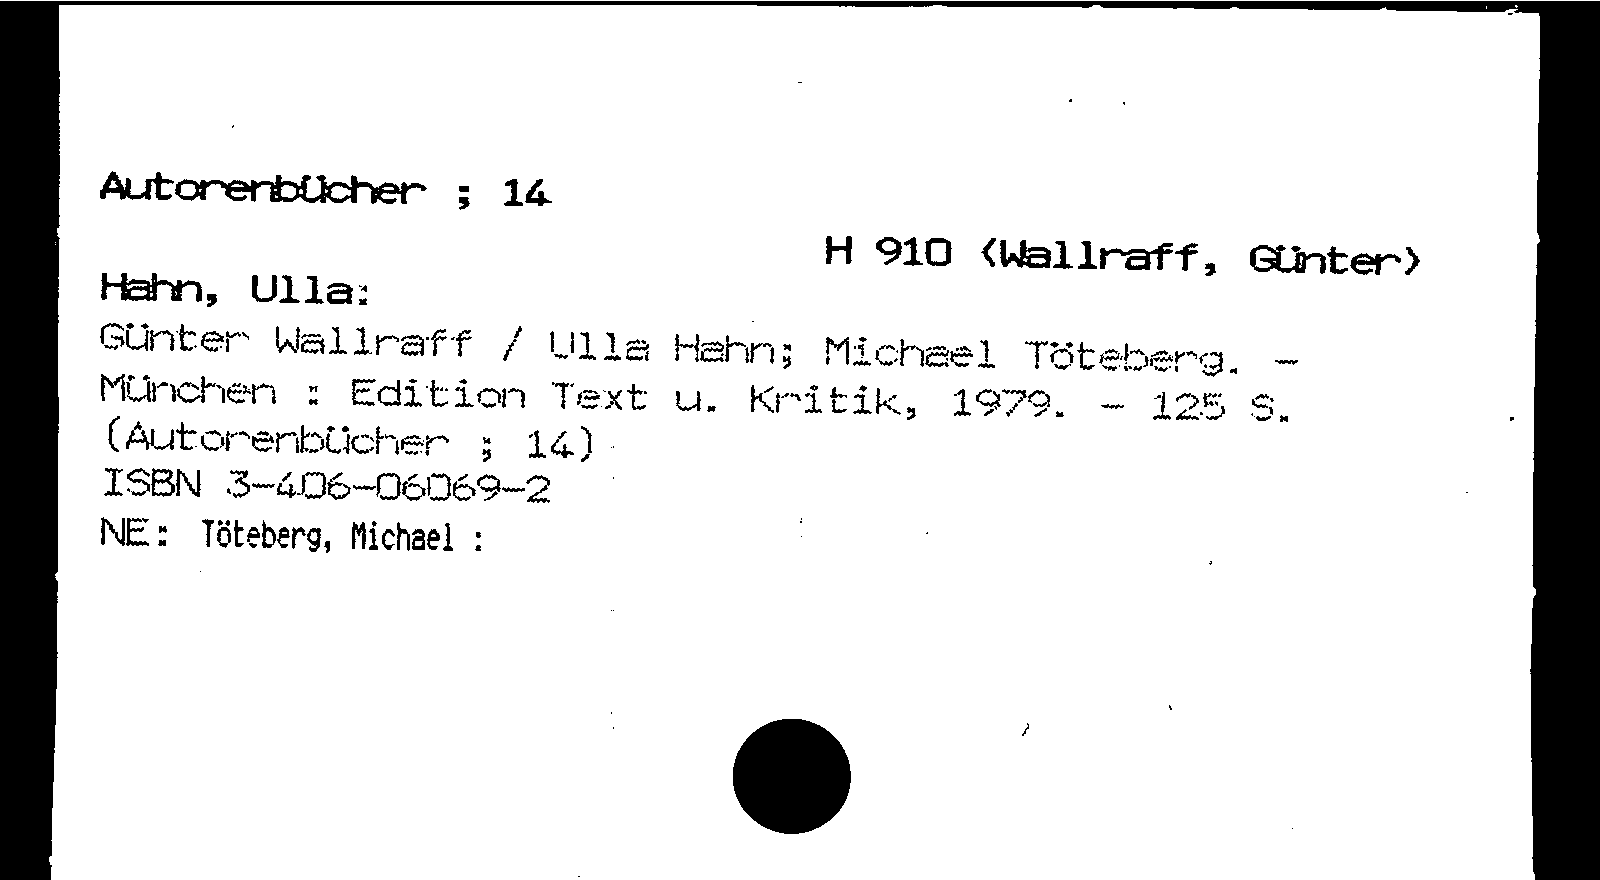 Autorenbücher ; 14
H 910 (Wallraff, Günter)
Hahn, Ulla:
Günter Wallraff / Ulla Hahn; Michael Töteberg. -
München : Edition Text u. Kritik, 1979. - 125 S.
(Autorenbücher ; 14)
ISBN 3-406-06069-2
NE: Töteberg, Michael :